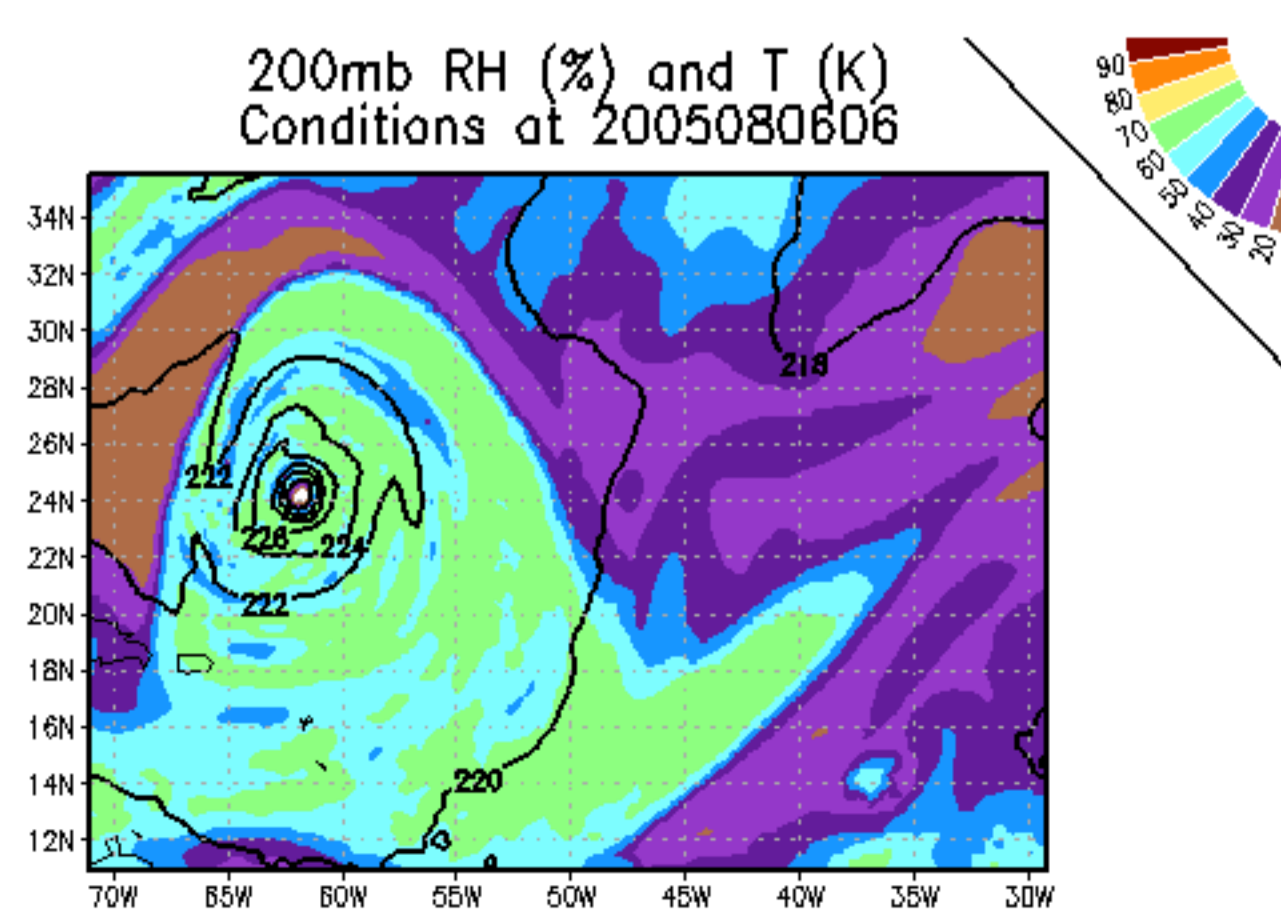 200mb RH (%) and T (K)
Conditions at 2005080606
90
80
70
60
50
40
30
20
34N
32N
30N
28N
26N
24N
22N
20N
18N
16N
14N
12N
218
222
226
224
222
220
70W
65W
60W
55W
50W
45W
40W
35W
30W